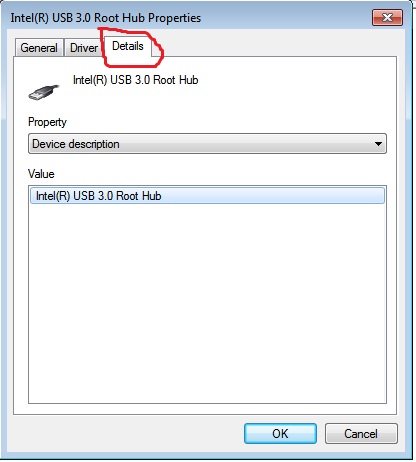 Intel(R) USB 3.0 Root Hub Properties
General Driver Details
Intel(R) USB 3.0 Root Hub
Property
Device description
Value
Intel(R) USB 3.0 Root Hub
OK Cancel